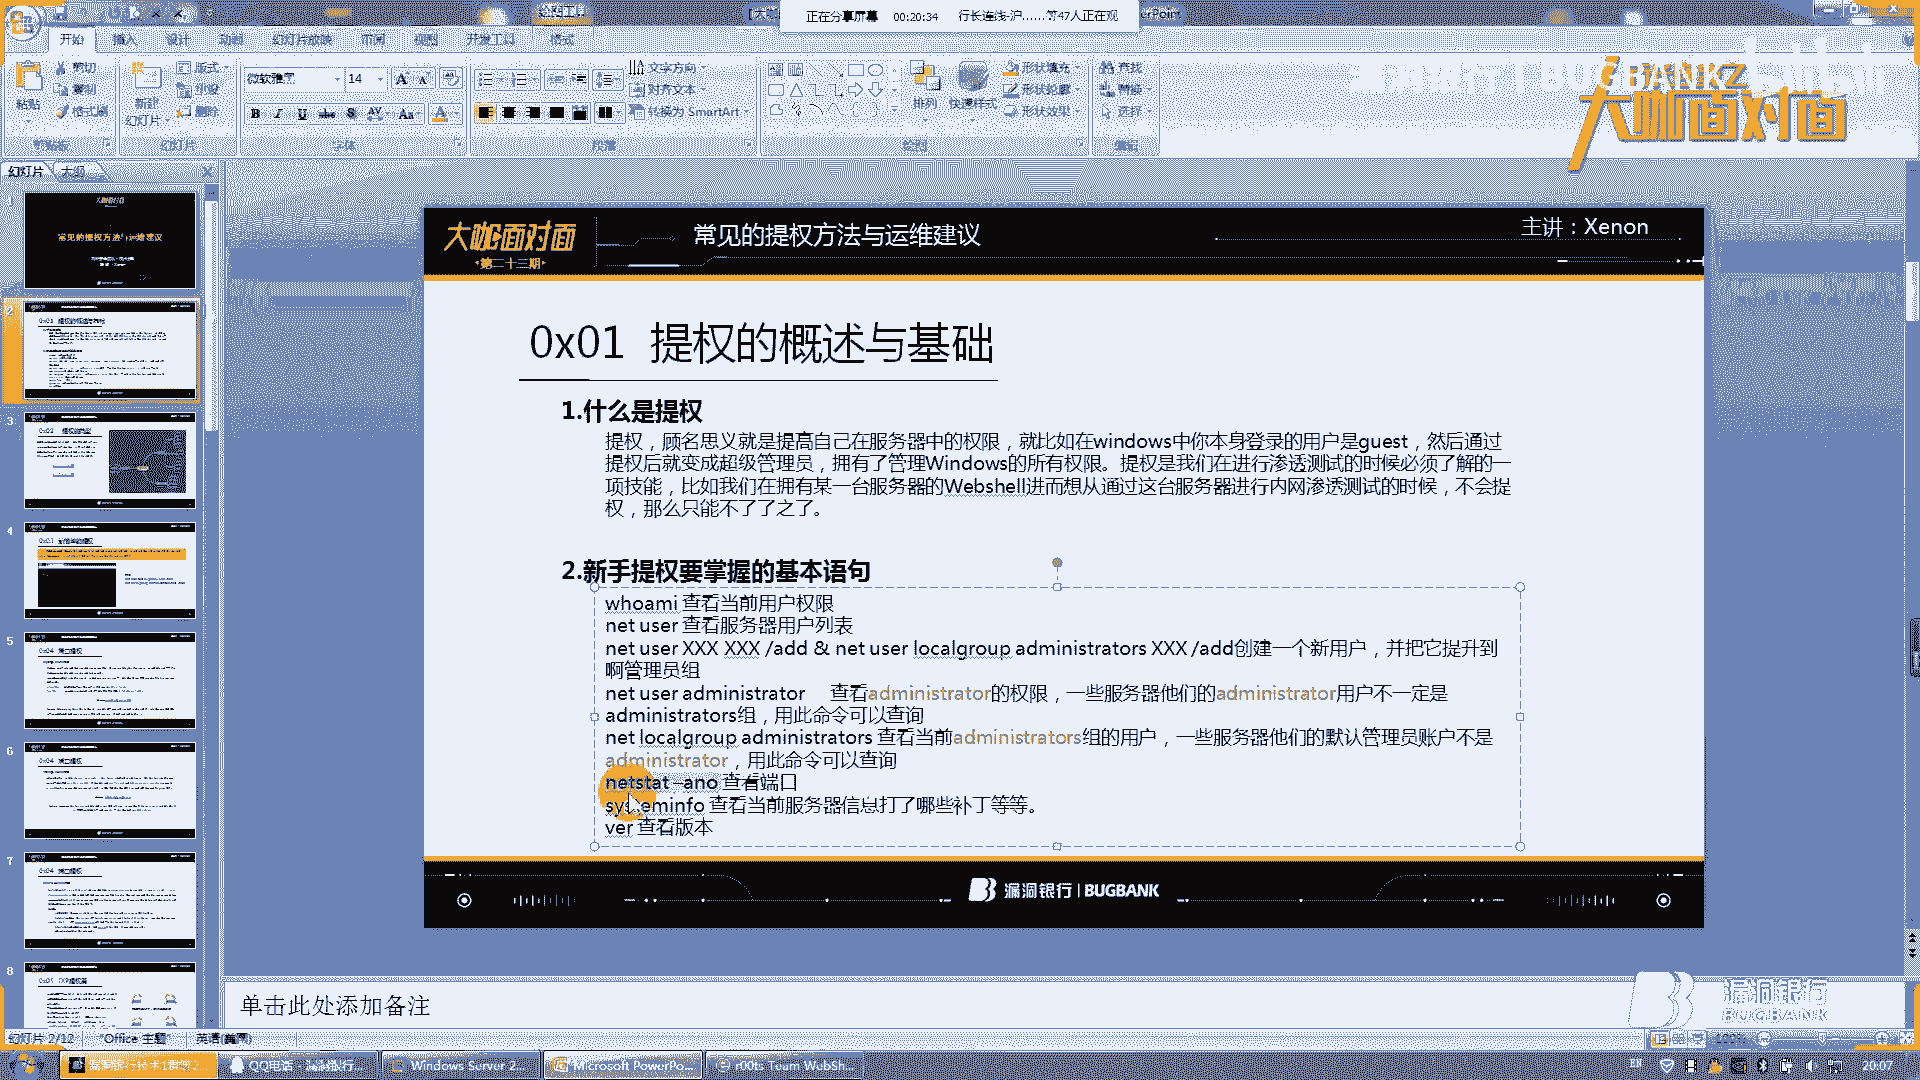 正在分享屏幕 00:20:34 行长连线-沪……等47人正在观
开始 插入 设计 动画 幻灯片放映 审阅 视图 开发工具 格式
粘贴 剪切 复制 格式刷
新建 幻灯片 版式 删除
微软雅黑 14
文字方向
对齐文本
转换为 SmartArt
排列 快速样式
形状填充
形状轮廓
形状效果
查找
替换
选择
剪贴板 幻灯片 字体 段落 绘图 编辑
BUGBANK
大咖面对面
幻灯片 大纲
大咖面对面
第二十三期
常见的提权方法与运维建议
主讲：Xenon
0x01 提权的概述与基础
1.什么是提权
提权，顾名思义就是提高自己在服务器中的权限，就比如在windows中你本身登录的用户是guest，然后通过
提权后就变成超级管理员，拥有了管理Windows的所有权限。提权是我们在进行渗透测试的时候必须了解的一
项技能，比如我们在拥有某一台服务器的Webshell进而想从通过这台服务器进行内网渗透测试的时候，不会提
权，那么只能不了了之了。
2.新手提权要掌握的基本语句
whoami 查看当前用户权限
net user 查看服务器用户列表
net user XXX XXX /add & net user localgroup administrators XXX /add创建一个新用户，并把它提升到
啊管理员组
net user administrator 查看administrator的权限，一些服务器他们的administrator用户不一定是
administrators组，用此命令可以查询
net localgroup administrators 查看当前administrators组的用户，一些服务器他们的默认管理员账户不是
administrator，用此命令可以查询
netstat –ano 查看端口
systeminfo 查看当前服务器信息打了哪些补丁等等。
ver 查看版本
漏洞银行 | BUGBANK
单击此处添加备注
漏洞银行
BUGBANK
幻灯片 2/12 "Office 主题" 英语(美国)
QQ电话 - 漏洞银行...
Windows Server 2...
Microsoft PowerPo...
r00ts Team WebSh...
EN
20:07